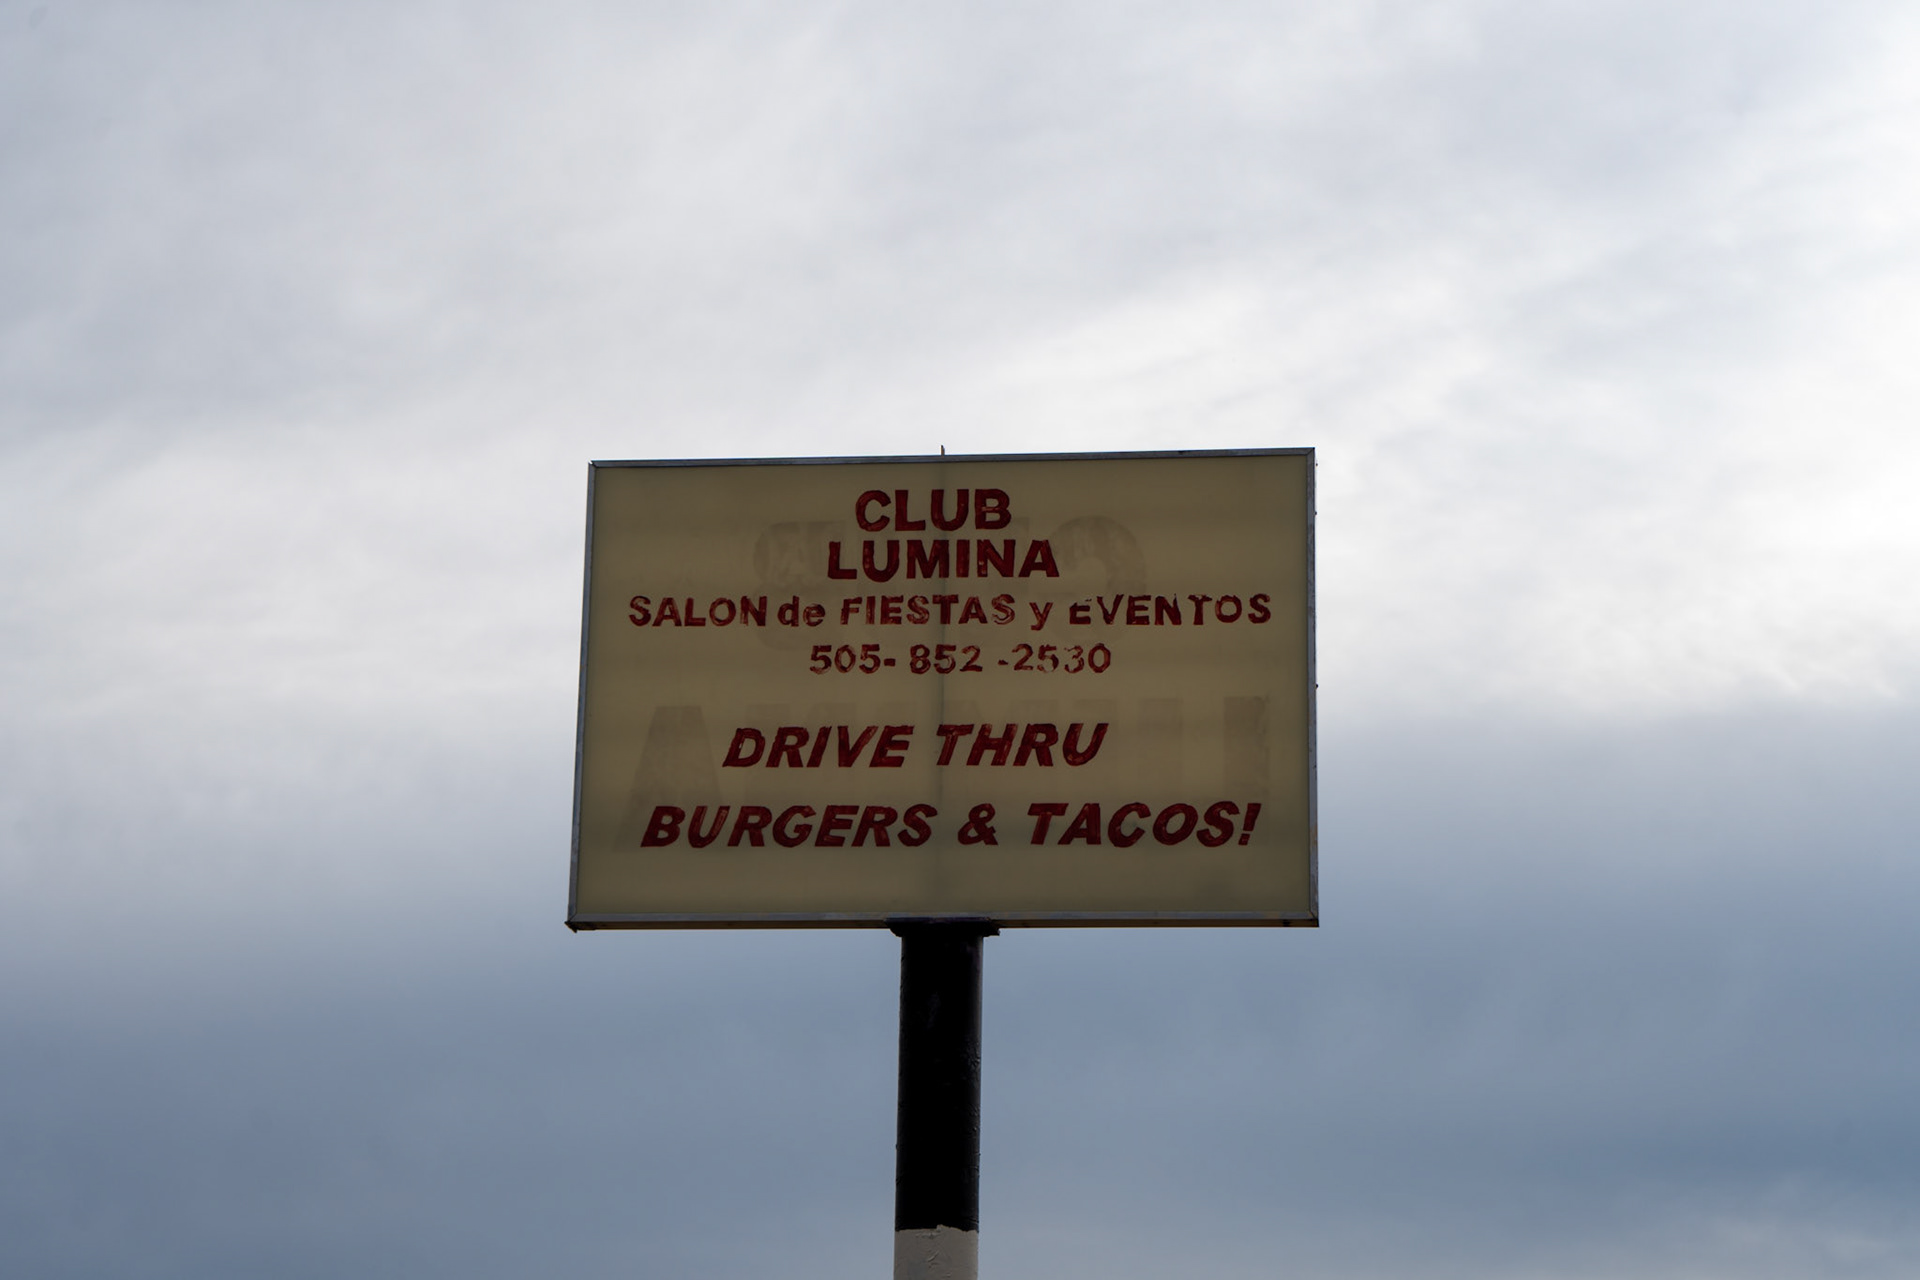 CLUB
LUMINA
SALON de FIESTAS y EVENTOS
505-852-2530
DRIVE THRU
BURGERS & TACOS!